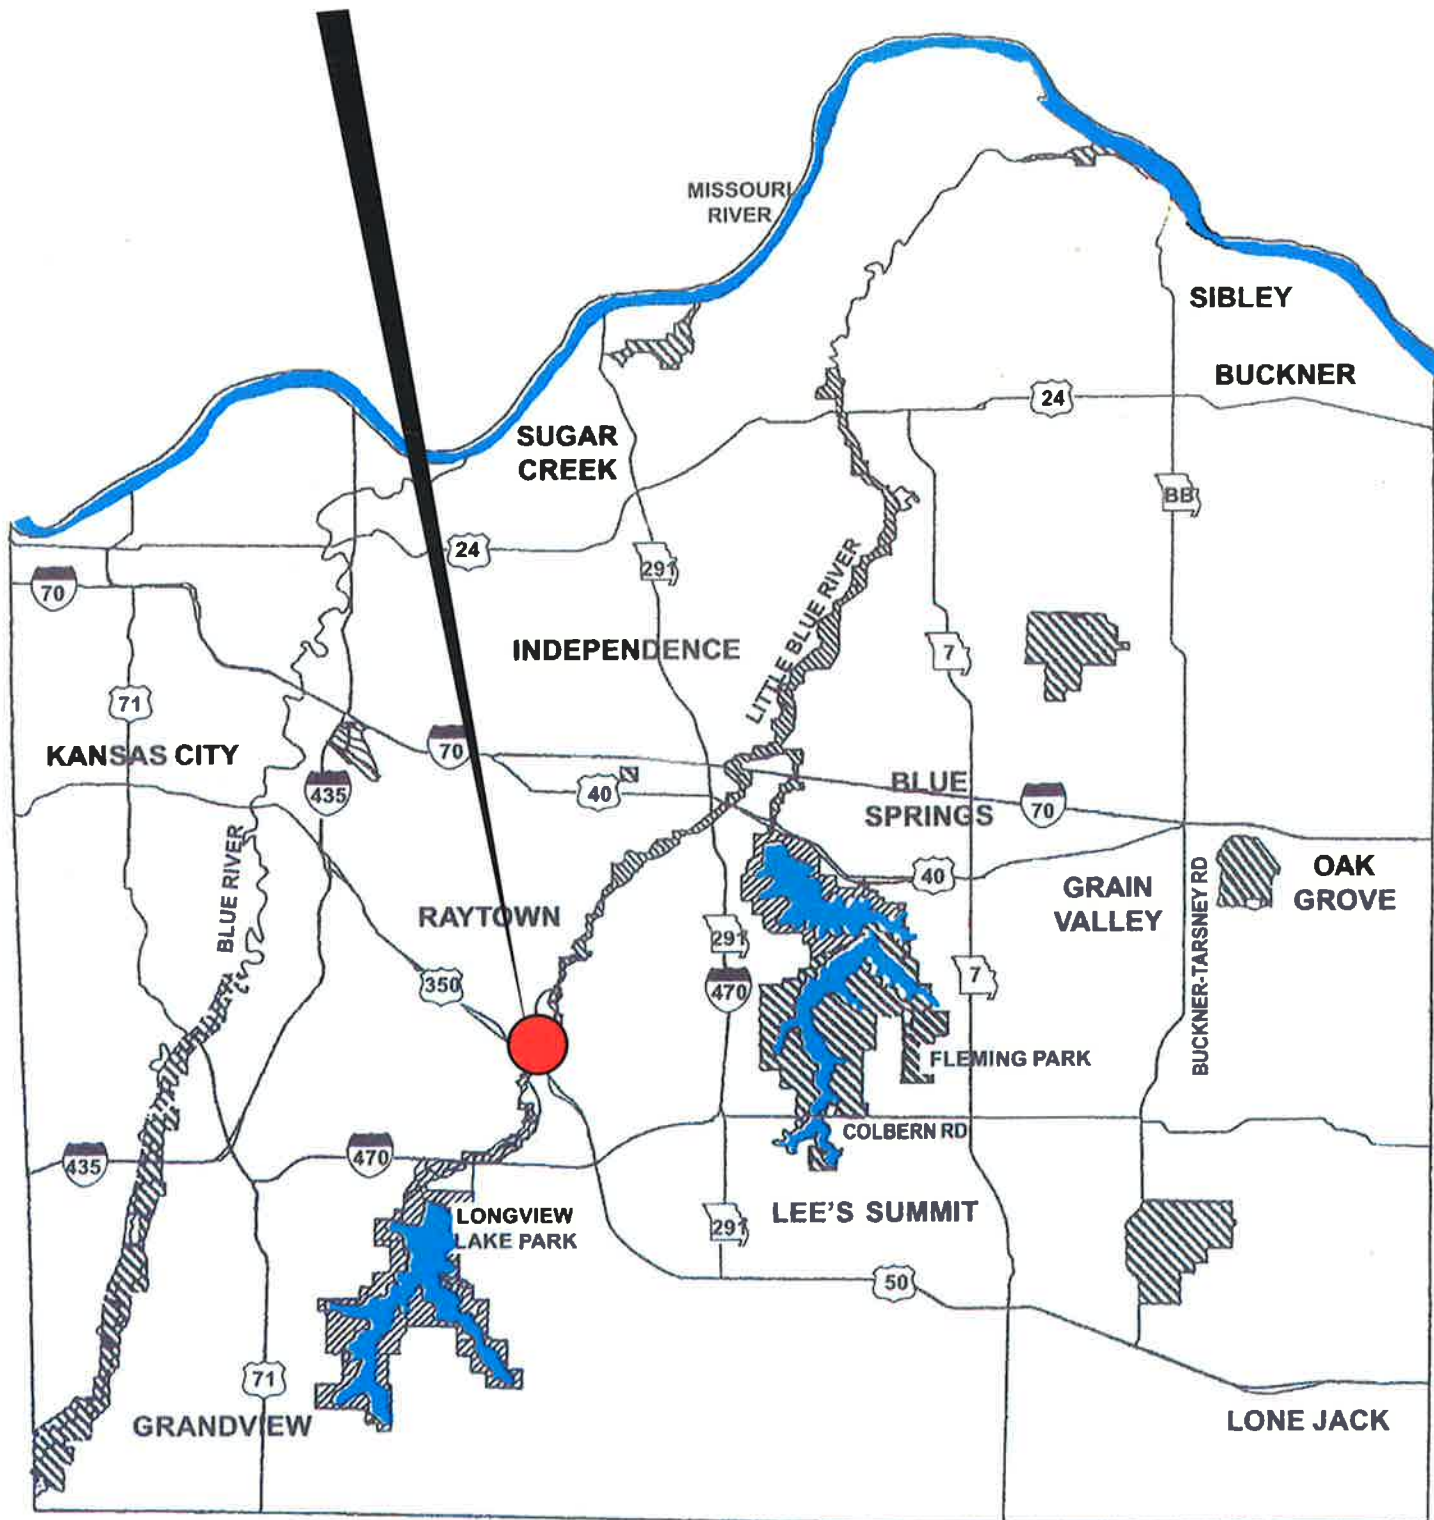 MISSOURI
RIVER
SIBLEY
BUCKNER
24
SUGAR
CREEK
BB
24
291
70
INDEPENDENCE
LITTLE BLUE RIVER
7
71
KANSAS CITY
70
435
40
BLUE
SPRINGS
70
BLUE RIVER
RAYTOWN
40
GRAIN
VALLEY
BUCKNER-TARSNEY RD
OAK
GROVE
291
350
470
7
FLEMING PARK
COLBERN RD
435
470
LONGVIEW
LAKE PARK
291
LEE'S SUMMIT
50
71
GRANDVIEW
LONE JACK